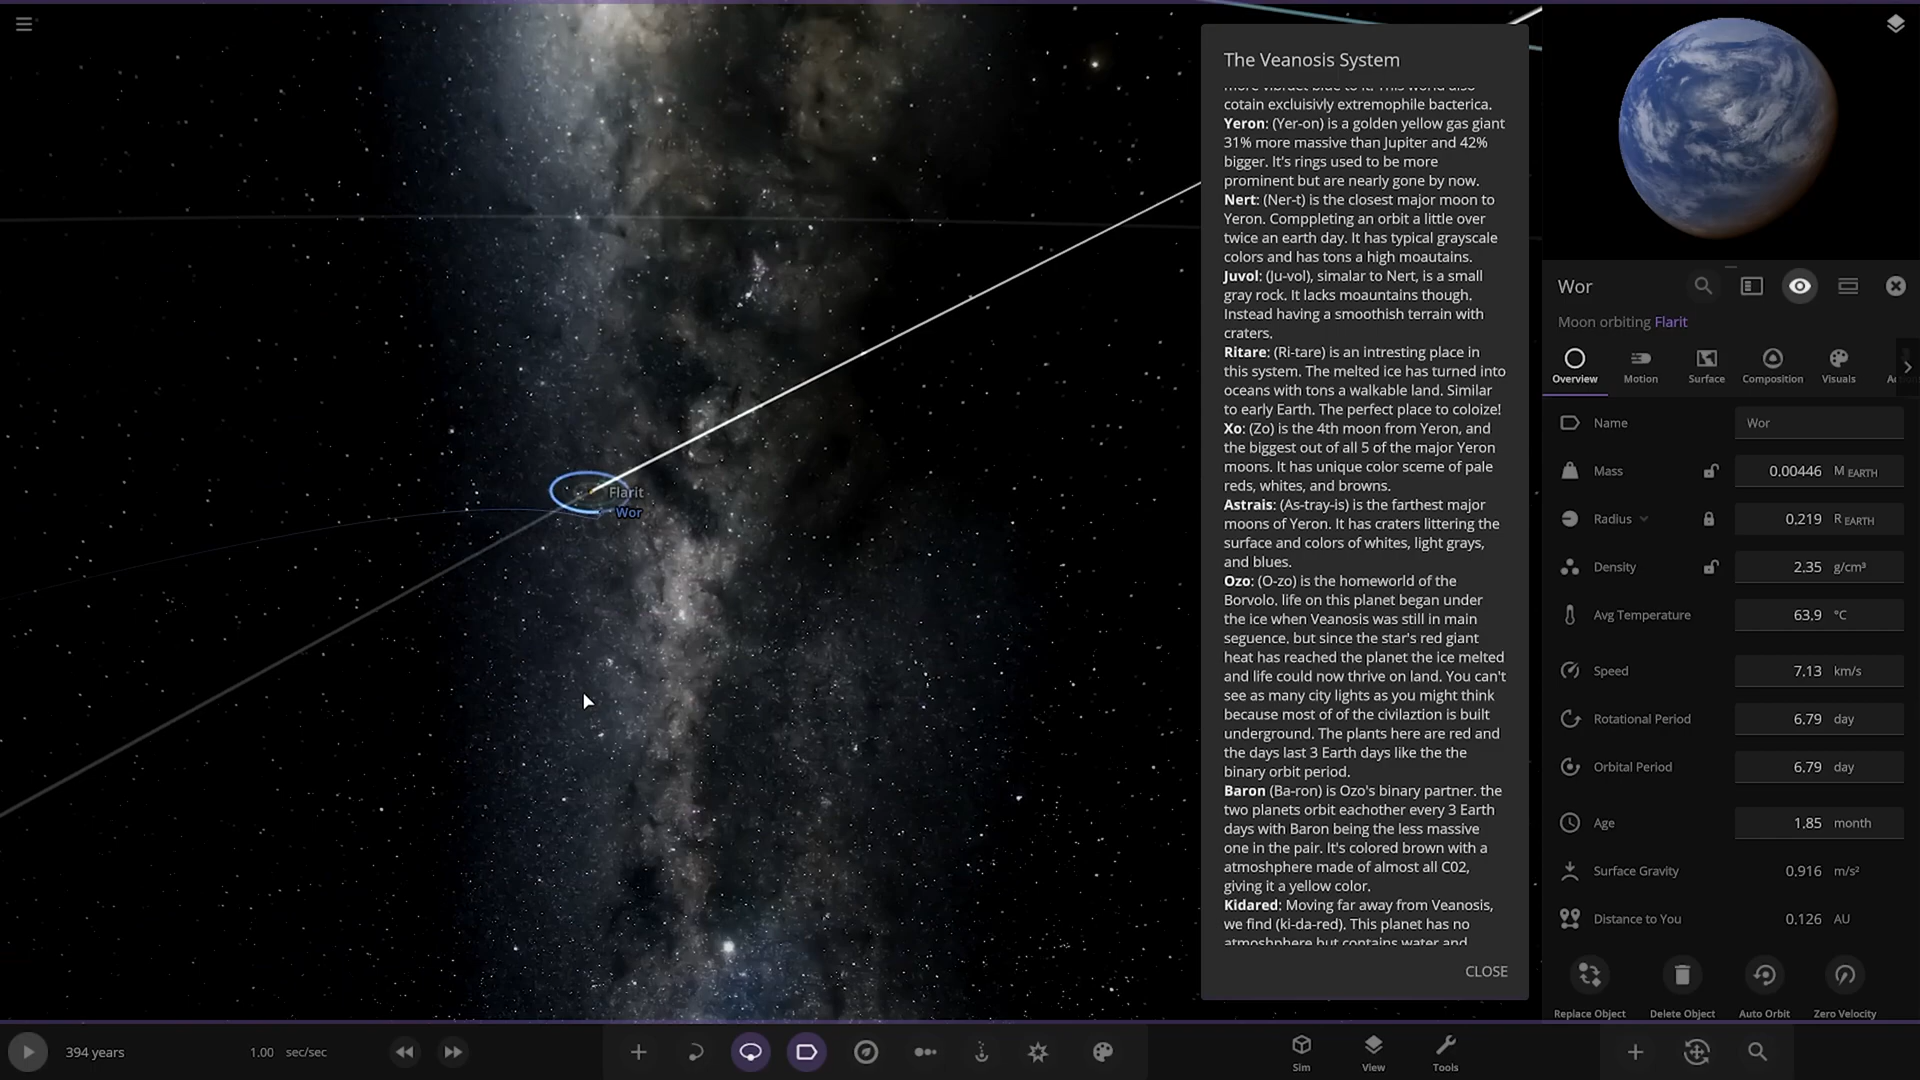 The Veanosis System
more vibract blue to it. This world also
cotain excluisivly extremophile bacterica.
Yeron: (Yer-on) is a golden yellow gas giant
31% more massive than Jupiter and 42%
bigger. It's rings used to be more
prominent but are nearly gone by now.
Nert: (Ner-t) is the closest major moon to
Yeron. Comppleting an orbit a little over
twice an earth day. It has typical grayscale
colors and has tons a high moautains.
Juvol: (Ju-vol), simalar to Nert, is a small
gray rock. It lacks moauntains though.
Instead having a smoothish terrain with
craters.
Ritare: (Ri-tare) is an intresting place in
this system. The melted ice has turned into
oceans with tons a walkable land. Similar
to early Earth. The perfect place to coloize!
Xo: (Zo) is the 4th moon from Yeron, and
the biggest out of all 5 of the major Yeron
moons. It has unique color sceme of pale
reds, whites, and browns.
Astrais: (As-tray-is) is the farthest major
moons of Yeron. It has craters littering the
surface and colors of whites, light grays,
and blues.
Ozo: (O-zo) is the homeworld of the
Borvolo. life on this planet began under
the ice when Veanosis was still in main
seguence, but since the star's red giant
heat has reached the planet the ice melted
and life could now thrive on land. You can't
see as many city lights as you might think
because most of of the civilaztion is built
underground. The plants here are red and
the days last 3 Earth days like the the
binary orbit period.
Baron (Ba-ron) is Ozo's binary partner. the
two planets orbit eachother every 3 Earth
days with Baron being the less massive
one in the pair. It's colored brown with a
atmoshphere made of almost all C02,
giving it a yellow color.
Kidared: Moving far away from Veanosis,
we find (ki-da-red). This planet has no
atmoshphere but contains water and
CLOSE
Flarit
Wor
Wor
Moon orbiting Flarit
Overview
Motion
Surface
Composition
Visuals
Name
Wor
Mass
0.00446 M EARTH
Radius
0.219 R EARTH
Density
2.35 g/cm³
Avg Temperature
63.9 °C
Speed
7.13 km/s
Rotational Period
6.79 day
Orbital Period
6.79 day
Age
1.85 month
Surface Gravity
0.916 m/s²
Distance to You
0.126 AU
Replace Object
Delete Object
Auto Orbit
Zero Velocity
394 years
1.00 sec/sec
Sim
View
Tools